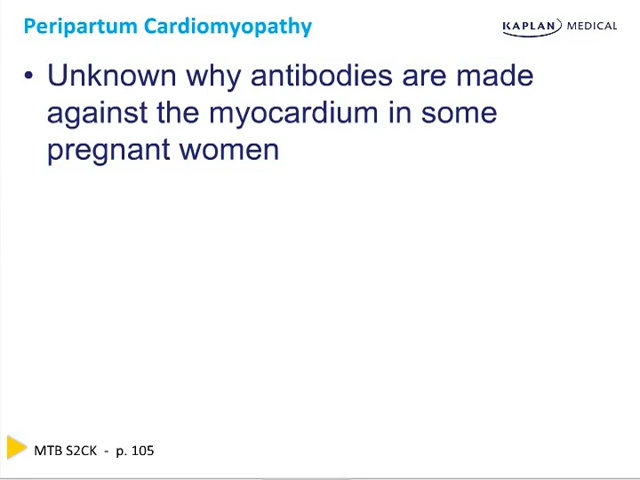 Peripartum Cardiomyopathy
KAPLAN MEDICAL
• Unknown why antibodies are made
against the myocardium in some
pregnant women
MTB S2CK - p. 105